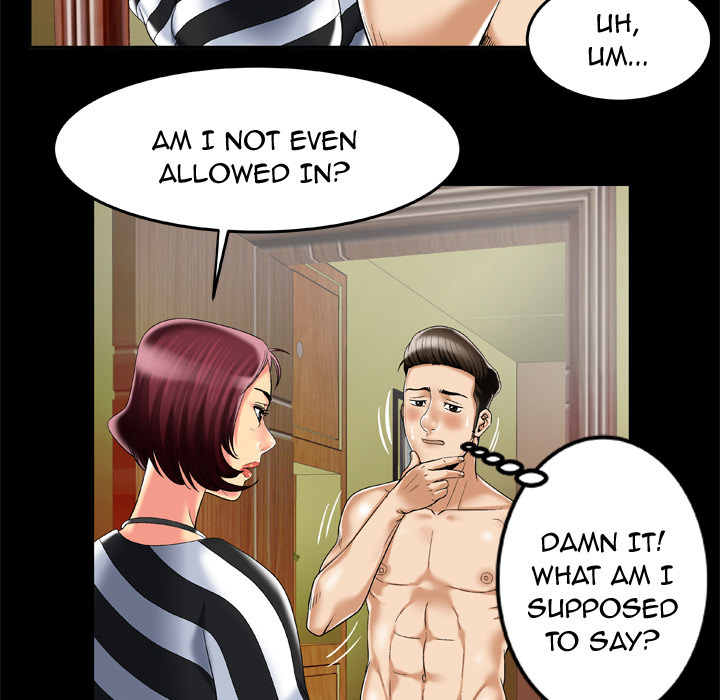 UH,
UM...
AM I NOT EVEN
ALLOWED IN?
DAMN IT!
WHAT AM I
SUPPOSED
TO SAY?